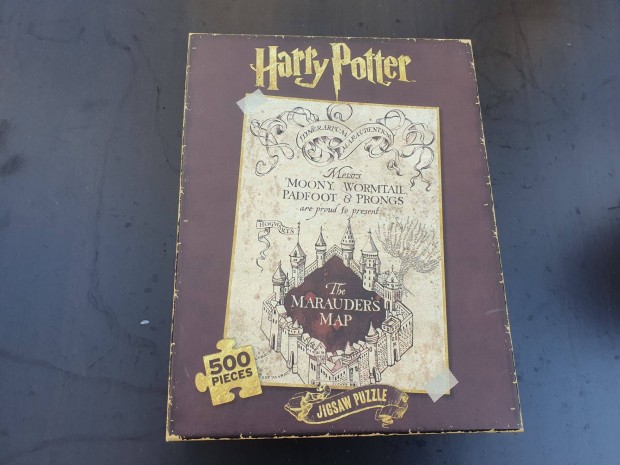 Harry Potter
Messrs
MOONY, WORMTAIL
PADFOOT & PRONGS
are proud to present
HOGWARTS
The
MARAUDER'S
MAP
500
PIECES
JIGSAW PUZZLE